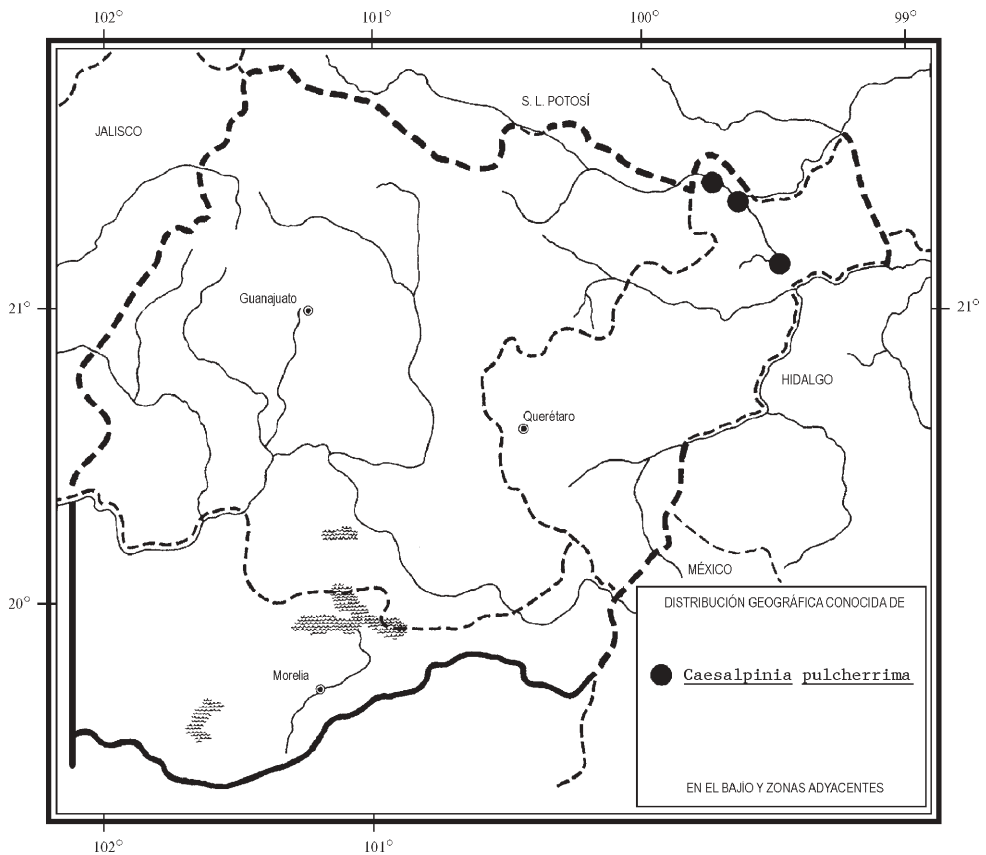 102° 101° 100° 99°
S. L. POTOSÍ
JALISCO
Guanajuato
21° 21°
HIDALGO
Querétaro
MÉXICO
20°
DISTRIBUCIÓN GEOGRÁFICA CONOCIDA DE
Caesalpinia pulcherrima
Morelia
EN EL BAJÍO Y ZONAS ADYACENTES
102° 101°